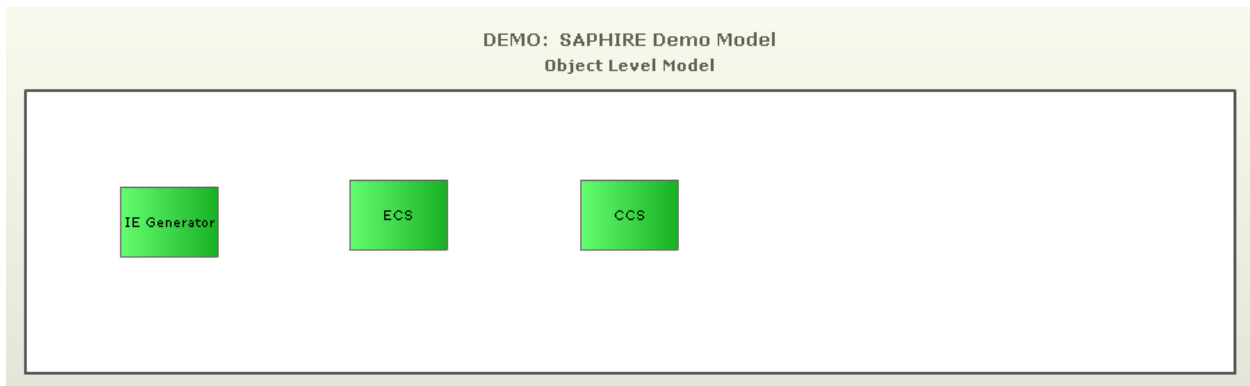 DEMO: SAPHIRE Demo Model
Object Level Model
IE Generator
ECS
CCS